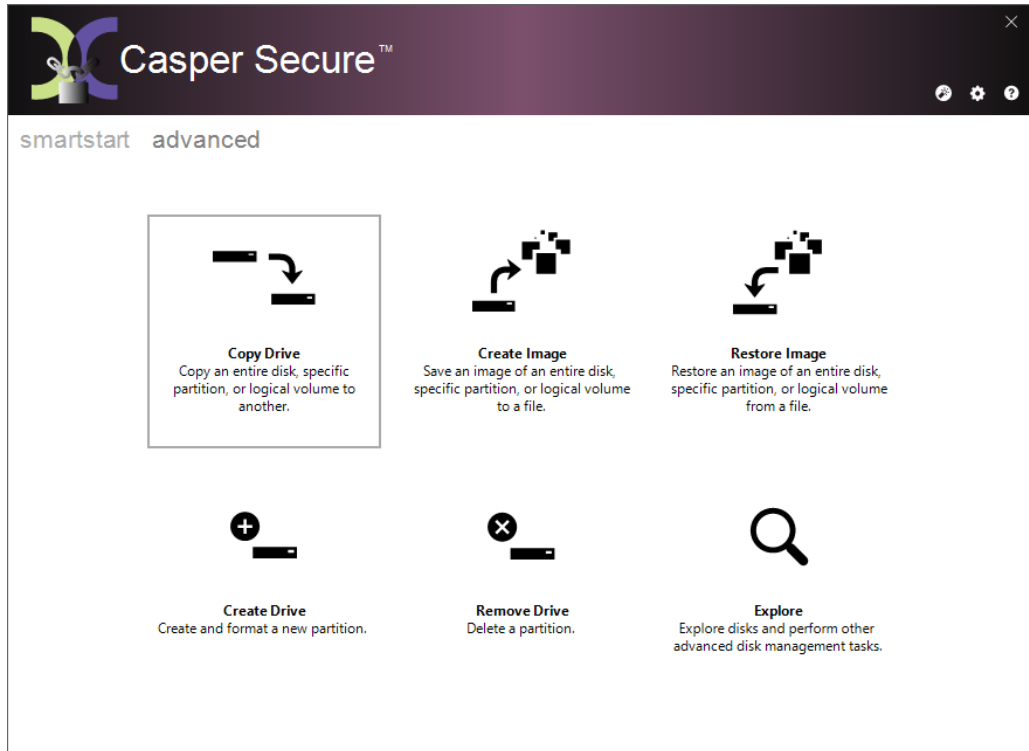 Casper Secure™
smartstart advanced
Copy Drive
Copy an entire disk, specific
partition, or logical volume to
another.
Create Image
Save an image of an entire disk,
specific partition, or logical volume
to a file.
Restore Image
Restore an image of an entire disk,
specific partition, or logical volume
from a file.
Create Drive
Create and format a new partition.
Remove Drive
Delete a partition.
Explore
Explore disks and perform other
advanced disk management tasks.